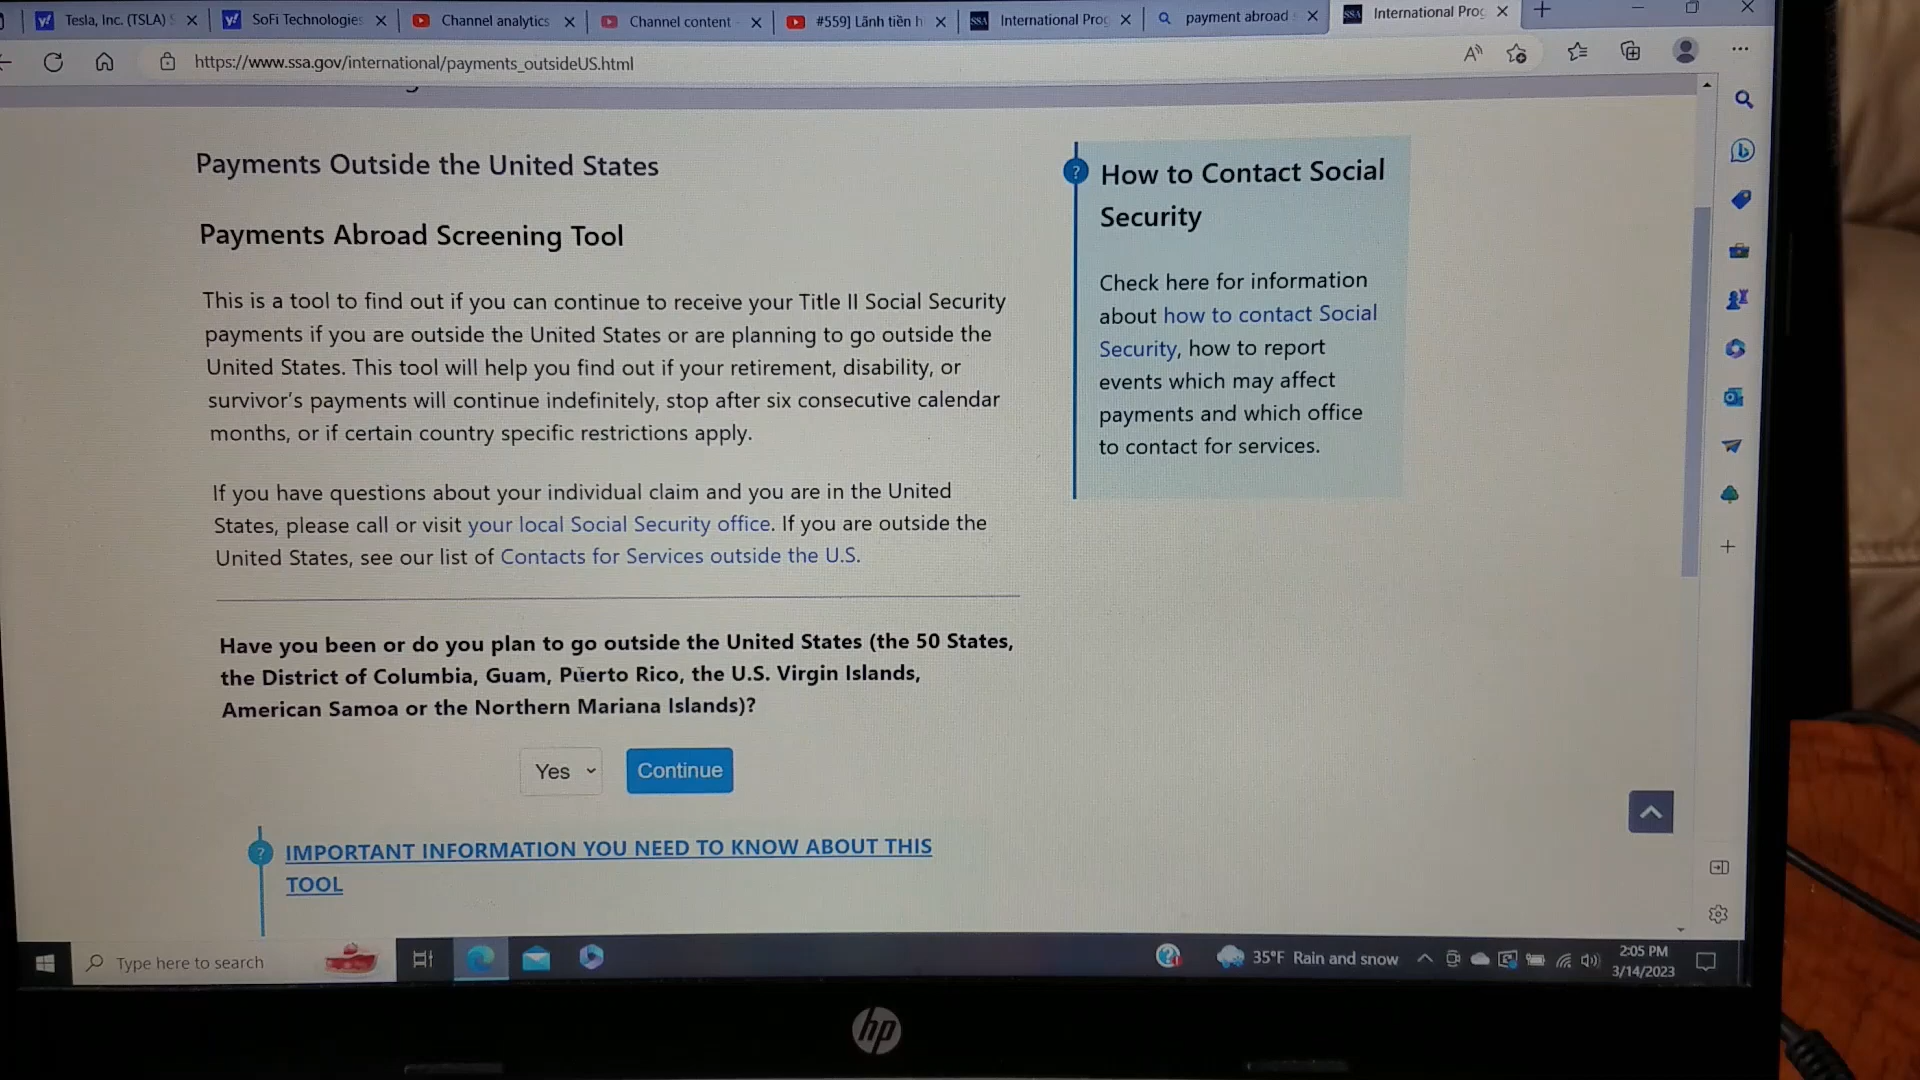 Tesla, Inc. (TSLA) S
SoFi Technologies
Channel analytics
Channel content -
#559] Lãnh tiền h
International Prog
payment abroad s
International Prog
https://www.ssa.gov/international/payments_outsideUS.html
Payments Outside the United States
Payments Abroad Screening Tool
This is a tool to find out if you can continue to receive your Title II Social Security
payments if you are outside the United States or are planning to go outside the
United States. This tool will help you find out if your retirement, disability, or
survivor's payments will continue indefinitely, stop after six consecutive calendar
months, or if certain country specific restrictions apply.
If you have questions about your individual claim and you are in the United
States, please call or visit your local Social Security office. If you are outside the
United States, see our list of Contacts for Services outside the U.S.
Have you been or do you plan to go outside the United States (the 50 States,
the District of Columbia, Guam, Puerto Rico, the U.S. Virgin Islands,
American Samoa or the Northern Mariana Islands)?
Yes
Continue
IMPORTANT INFORMATION YOU NEED TO KNOW ABOUT THIS
TOOL
How to Contact Social
Security
Check here for information
about how to contact Social
Security, how to report
events which may affect
payments and which office
to contact for services.
Type here to search
35°F Rain and snow
2:05 PM
3/14/2023
hp